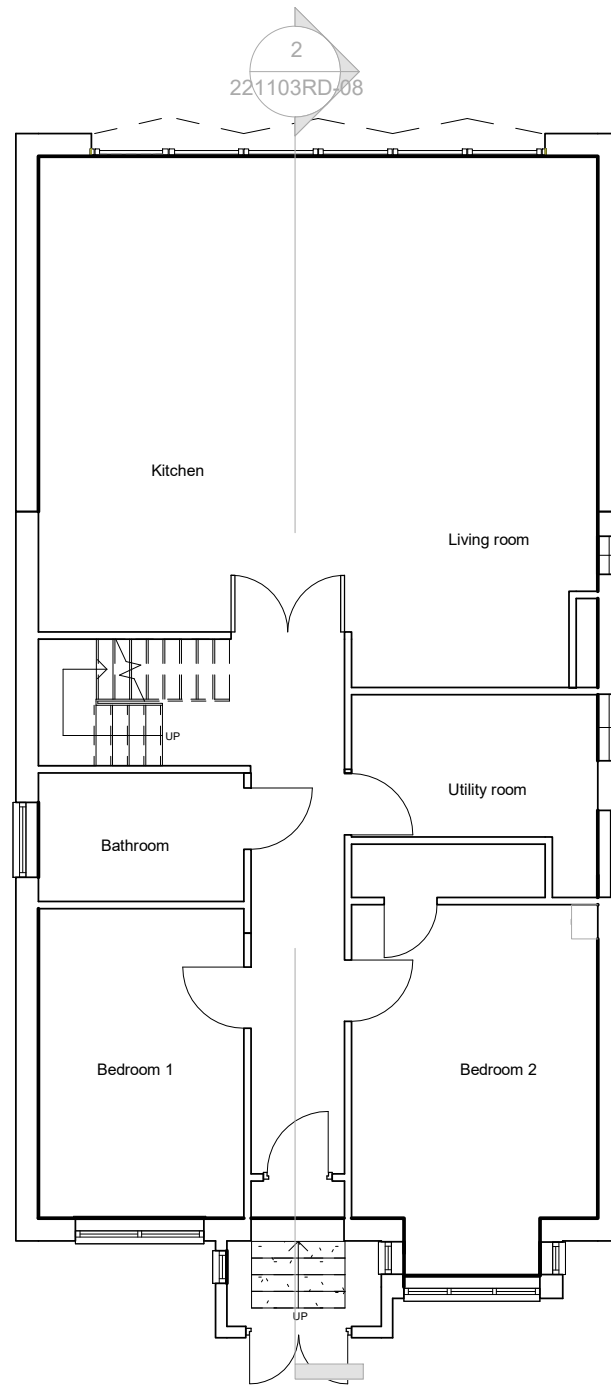 2
221103RD-08
Kitchen
Living room
UP
Utility room
Bathroom
Bedroom 1
Bedroom 2
UP